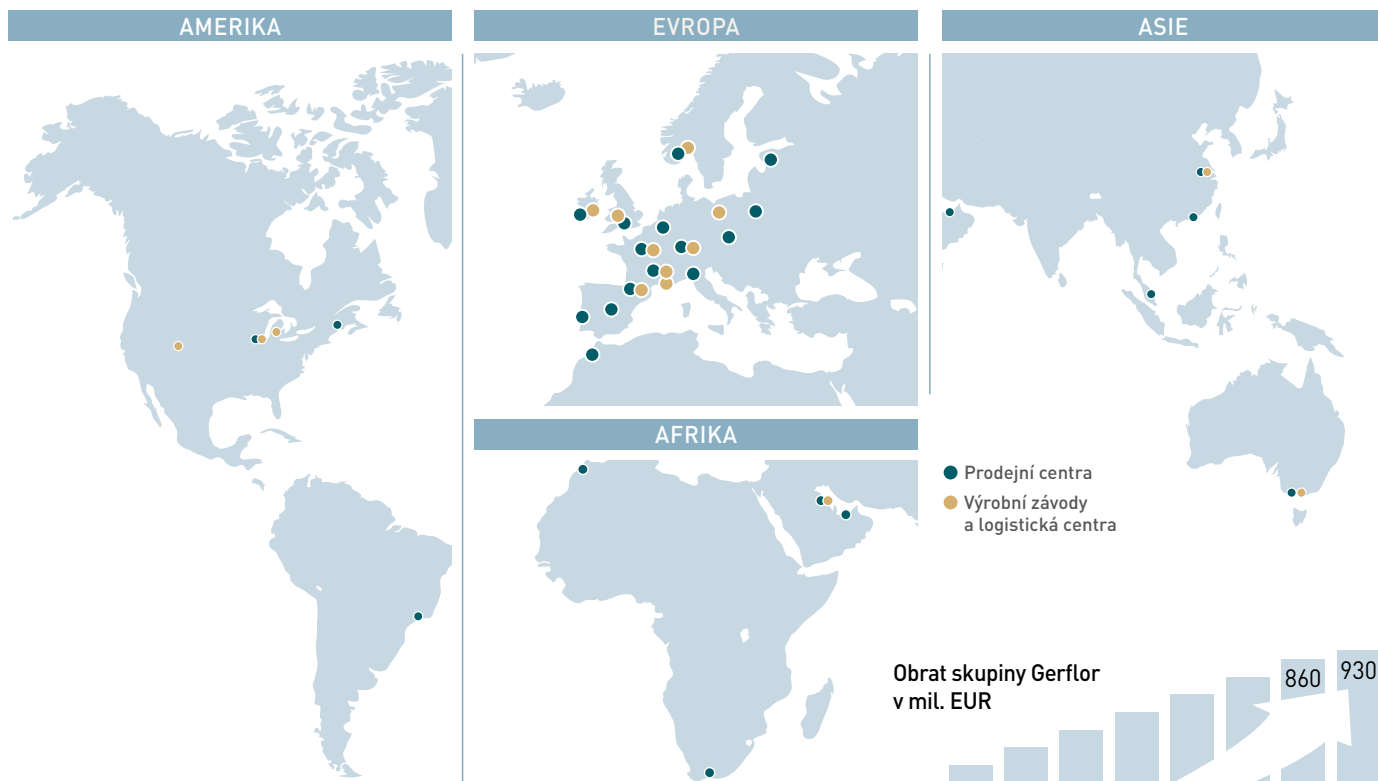 AMERIKA
EVROPA
ASIE
AFRIKA
Prodejní centra
Výrobní závody
a logistická centra
Obrat skupiny Gerflor
v mil. EUR
860
930